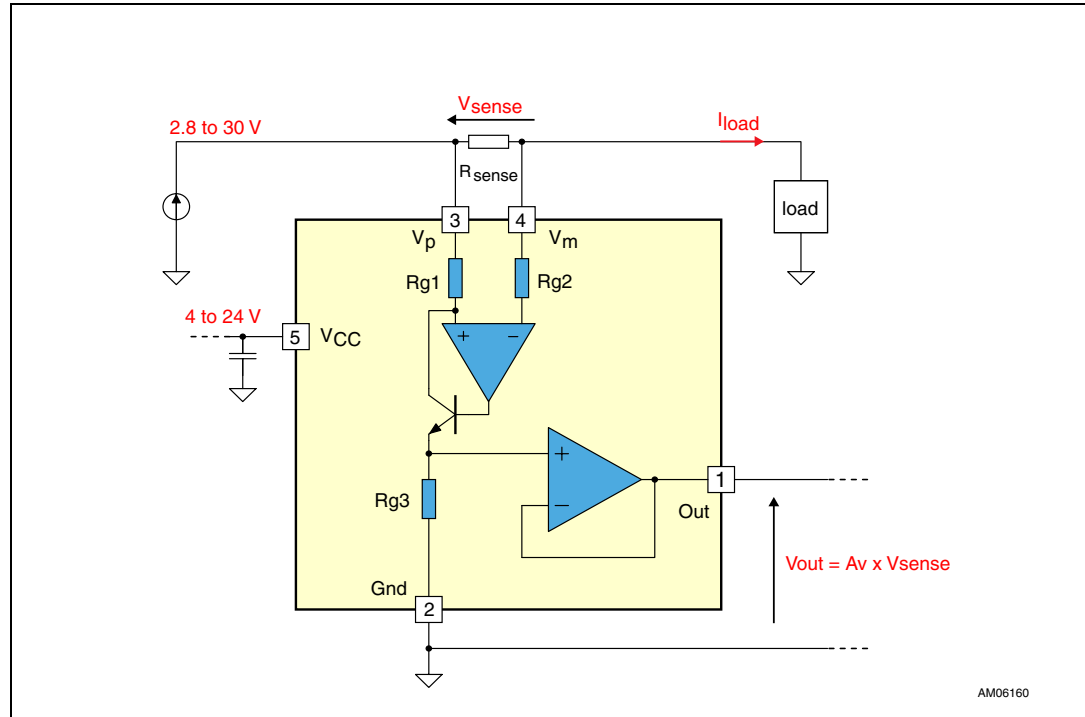 Vsense
2.8 to 30 V
Iload
Rsense
load
3
4
Vp
Vm
Rg1
Rg2
4 to 24 V
5
VCC
+
−
+
−
1
Rg3
Out
Vout = Av x Vsense
Gnd
2
AM06160